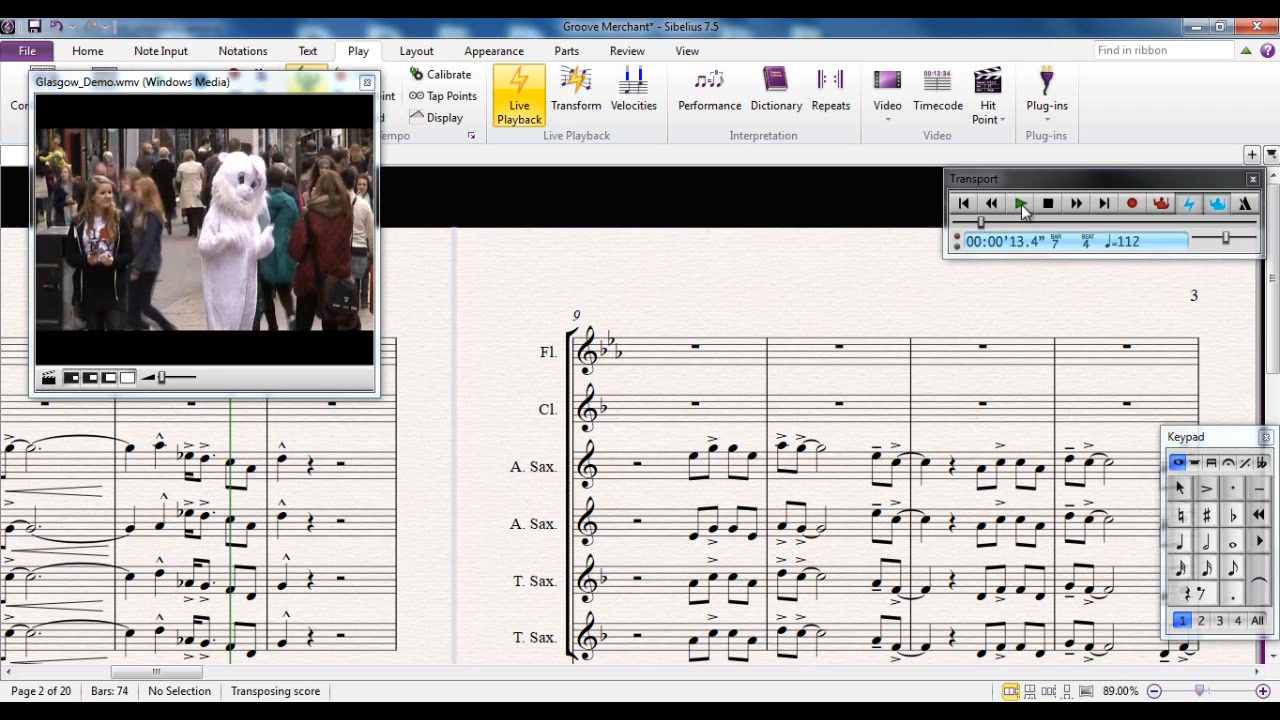 Groove Merchant* - Sibelius 7.5
File Home Note Input Notations Text Play Layout Appearance Parts Review View Find in ribbon
Glasgow_Demo.wmv (Windows Media)
Calibrate
Tap Points
Display
Live Playback
Transform
Velocities
Live Playback
Performance
Dictionary
Repeats
Interpretation
Video
Timecode
Hit Point
Video
Plug-ins
Plug-ins
Transport
00:00'13.4" BAR 7 BEAT 4 ♩=112
3
9
Fl.
Cl.
A. Sax.
A. Sax.
T. Sax.
T. Sax.
Keypad
1 2 3 4 All
Page 2 of 20 Bars: 74 No Selection Transposing score 89.00%